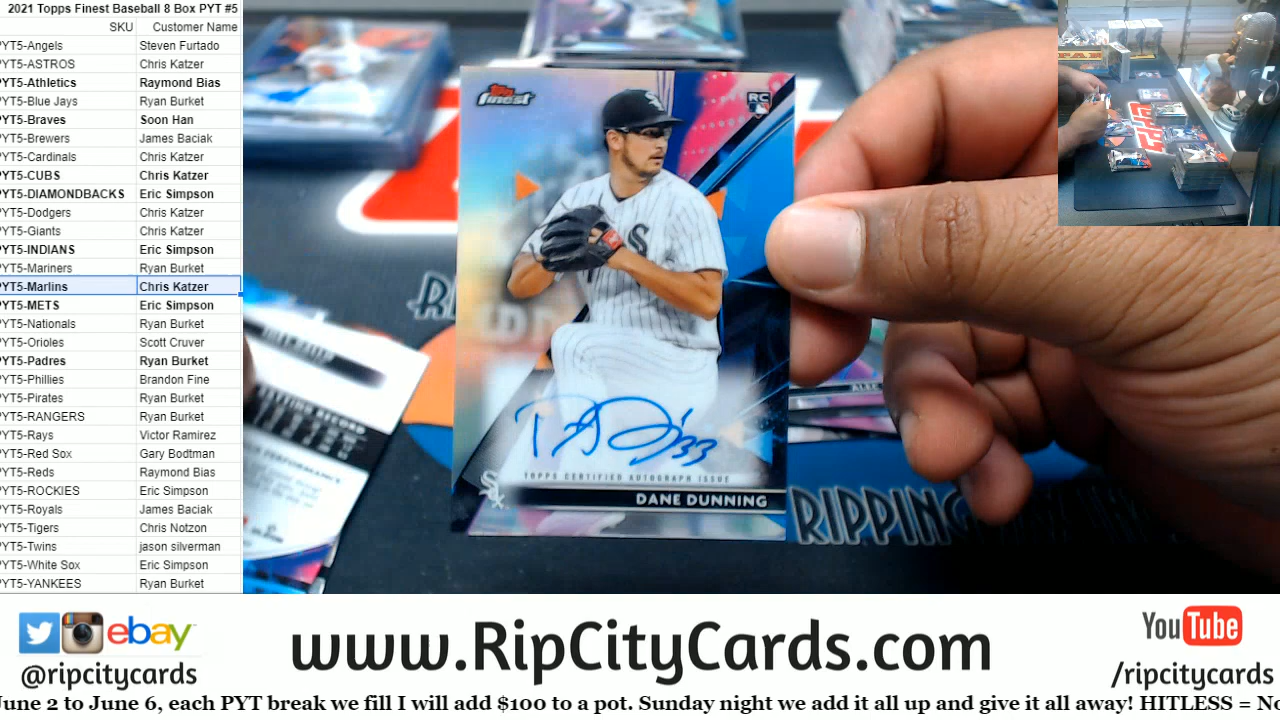 2021 Topps Finest Baseball 8 Box PYT #5
SKU Customer Name
PYT5-Angels Steven Furtado
PYT5-ASTROS Chris Katzer
PYT5-Athletics Raymond Bias
PYT5-Blue Jays Ryan Burket
PYT5-Braves Soon Han
PYT5-Brewers James Baciak
PYT5-Cardinals Chris Katzer
PYT5-CUBS Chris Katzer
PYT5-DIAMONDBACKS Eric Simpson
PYT5-Dodgers Chris Katzer
PYT5-Giants Chris Katzer
PYT5-INDIANS Eric Simpson
PYT5-Mariners Ryan Burket
PYT5-Marlins Chris Katzer
PYT5-METS Eric Simpson
PYT5-Nationals Ryan Burket
PYT5-Orioles Scott Cruver
PYT5-Padres Ryan Burket
PYT5-Phillies Brandon Fine
PYT5-Pirates Ryan Burket
PYT5-RANGERS Ryan Burket
PYT5-Rays Victor Ramirez
PYT5-Red Sox Gary Bodtman
PYT5-Reds Raymond Bias
PYT5-ROCKIES Eric Simpson
PYT5-Royals James Baciak
PYT5-Tigers Chris Notzon
PYT5-Twins jason silverman
PYT5-White Sox Eric Simpson
PYT5-YANKEES Ryan Burket
Topps
Finest
RC
33
TOPPS CERTIFIED AUTOGRAPH ISSUE
DANE DUNNING
ALEC
RIPPING
ebay
@ripcitycards
www.RipCityCards.com
YouTube
/ripcitycards
June 2 to June 6, each PYT break we fill I will add $100 to a pot. Sunday night we add it all up and give it all away! HITLESS = No